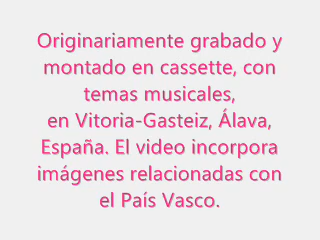 Originariamente grabado y
montado en cassette, con
temas musicales,
en Vitoria-Gasteiz, Álava,
España. El video incorpora
imágenes relacionadas con
el País Vasco.